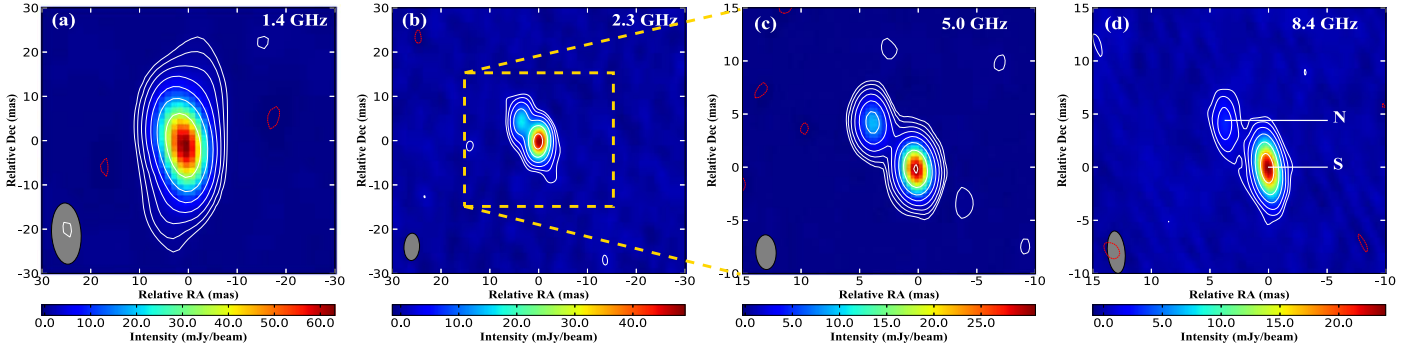 (a) 1.4 GHz
30
20
10
0
-10
-20
-30
Relative Dec (mas)
30 20 10 0 -10 -20 -30
Relative RA (mas)
0.0 10.0 20.0 30.0 40.0 50.0 60.0
Intensity (mJy/beam)
(b) 2.3 GHz
30
20
10
0
-10
-20
-30
Relative Dec (mas)
30 20 10 0 -10 -20 -30
Relative RA (mas)
0.0 10.0 20.0 30.0 40.0
Intensity (mJy/beam)
(c) 5.0 GHz
15
10
5
0
-5
-10
Relative Dec (mas)
15 10 5 0 -5 -10
Relative RA (mas)
0.0 5.0 10.0 15.0 20.0 25.0
Intensity (mJy/beam)
(d) 8.4 GHz
15
10
5
0
-5
-10
Relative Dec (mas)
N
S
15 10 5 0 -5 -10
Relative RA (mas)
0.0 5.0 10.0 15.0 20.0
Intensity (mJy/beam)